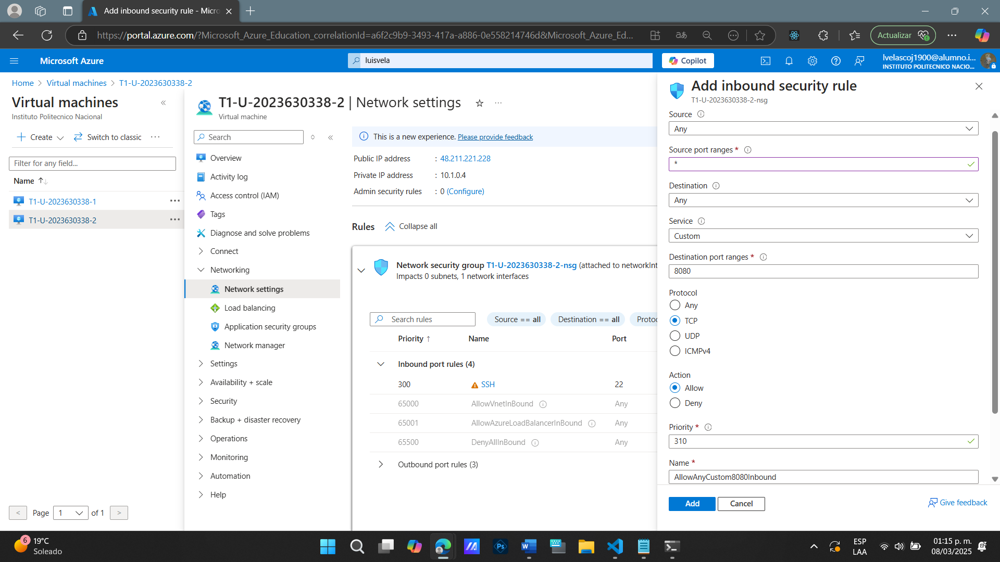 Add inbound security rule - Micro
https://portal.azure.com/?Microsoft_Azure_Education_correlationId=a6f2c9b9-3493-417a-a886-0e558214746d&Microsoft_Azure_Ed...
Actualizar
Microsoft Azure
luisvela
Copilot
lvelascoj1900@alumno.i...
INSTITUTO POLITECNICO NACIO...
Home > Virtual machines > T1-U-2023630338-2
Virtual machines
Instituto Politecnico Nacional
Create
Switch to classic
Filter for any field...
Name
T1-U-2023630338-1
T1-U-2023630338-2
< Page 1 of 1 >
T1-U-2023630338-2 | Network settings
Virtual machine
Search
Overview
Activity log
Access control (IAM)
Tags
Diagnose and solve problems
Connect
Networking
Network settings
Load balancing
Application security groups
Network manager
Settings
Availability + scale
Security
Backup + disaster recovery
Operations
Monitoring
Automation
Help
This is a new experience. Please provide feedback
Public IP address : 48.211.221.228
Private IP address : 10.1.0.4
Admin security rules : 0 (Configure)
Rules
Collapse all
Network security group T1-U-2023630338-2-nsg (attached to networkInt
Impacts 0 subnets, 1 network interfaces
Search rules
Source == all
Destination == all
Protoc
Priority ↑ Name Port
Inbound port rules (4)
300 SSH 22
65000 AllowVnetInBound Any
65001 AllowAzureLoadBalancerInBound Any
65500 DenyAllInBound Any
Outbound port rules (3)
Add inbound security rule
T1-U-2023630338-2-nsg
Source
Any
Source port ranges *
*
Destination
Any
Service
Custom
Destination port ranges *
8080
Protocol
Any
TCP
UDP
ICMPv4
Action
Allow
Deny
Priority *
310
Name *
AllowAnyCustom8080Inbound
Add
Cancel
Give feedback
6
19°C
Soleado
ESP
LAA
01:15 p. m.
08/03/2025